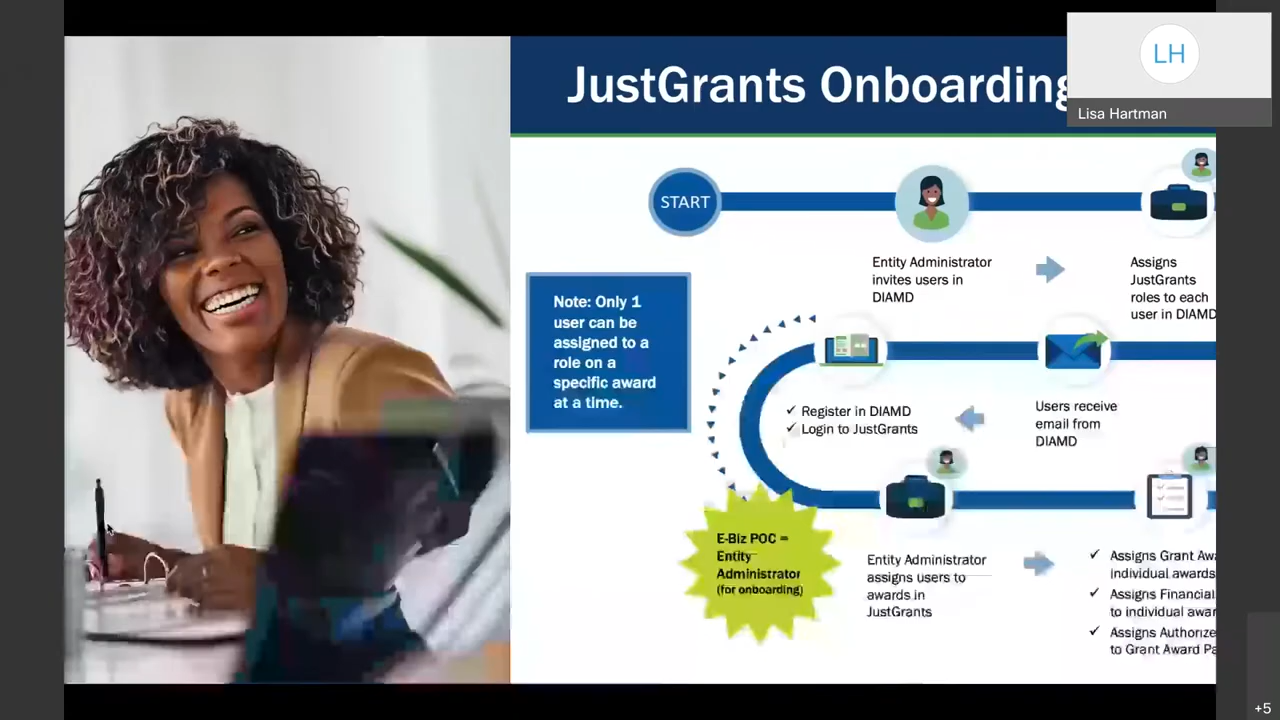 JustGrants Onboarding
LH
Lisa Hartman
START
Entity Administrator
invites users in
DIAMD
Assigns
JustGrants
roles to each
user in DIAMD
Note: Only 1
user can be
assigned to a
role on a
specific award
at a time.
Register in DIAMD
Login to JustGrants
Users receive
email from
DIAMD
E-Biz POC =
Entity
Administrator
(for onboarding)
Entity Administrator
assigns users to
awards in
JustGrants
Assigns Grant Awa
individual awards
Assigns Financial
to individual awar
Assigns Authorize
to Grant Award Pa
+5